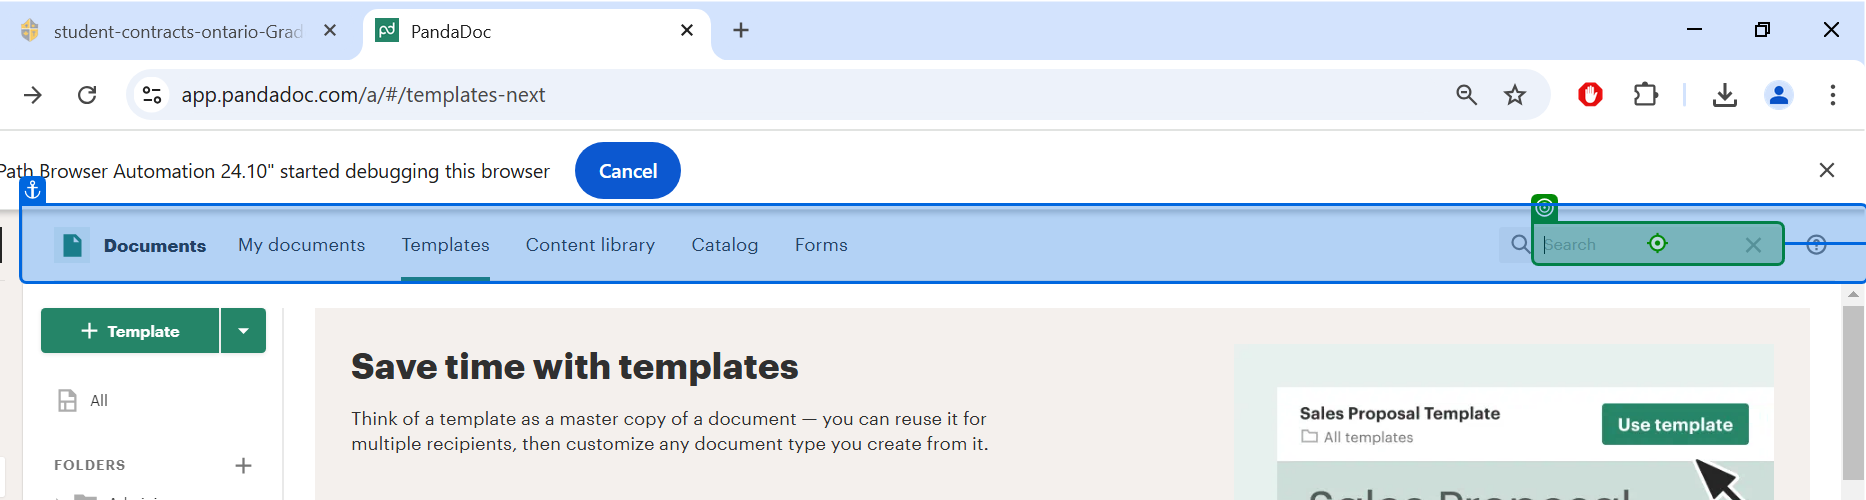 student-contracts-ontario-Grad
PandaDoc
app.pandadoc.com/a/#/templates-next
Path Browser Automation 24.10" started debugging this browser
Cancel
Documents
My documents
Templates
Content library
Catalog
Forms
Search
Template
Save time with templates
All
Think of a template as a master copy of a document — you can reuse it for
multiple recipients, then customize any document type you create from it.
Sales Proposal Template
All templates
Use template
FOLDERS
Sales Proposal